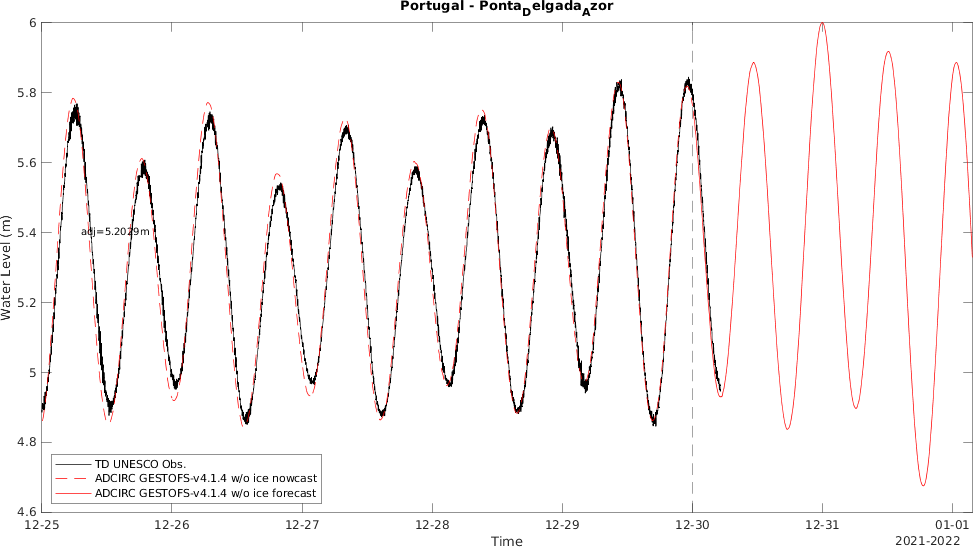 Portugal - PontaDelgadaAzor
6
5.8
5.6
5.4
5.2
5
4.8
4.6
Water Level (m)
adj=5.2029m
TD UNESCO Obs.
ADCIRC GESTOFS-v4.1.4 w/o ice nowcast
ADCIRC GESTOFS-v4.1.4 w/o ice forecast
12-25 12-26 12-27 12-28 12-29 12-30 12-31 01-01
Time
2021-2022